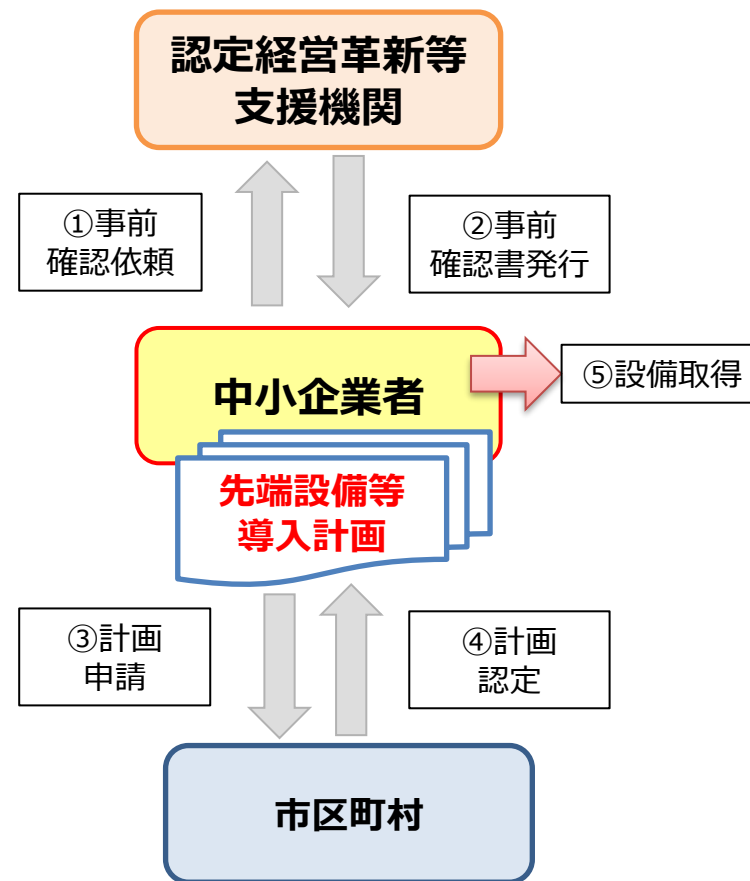 認定経営革新等
支援機関
①事前
確認依頼
②事前
確認書発行
中小企業者
⑤設備取得
先端設備等
導入計画
③計画
申請
④計画
認定
市区町村